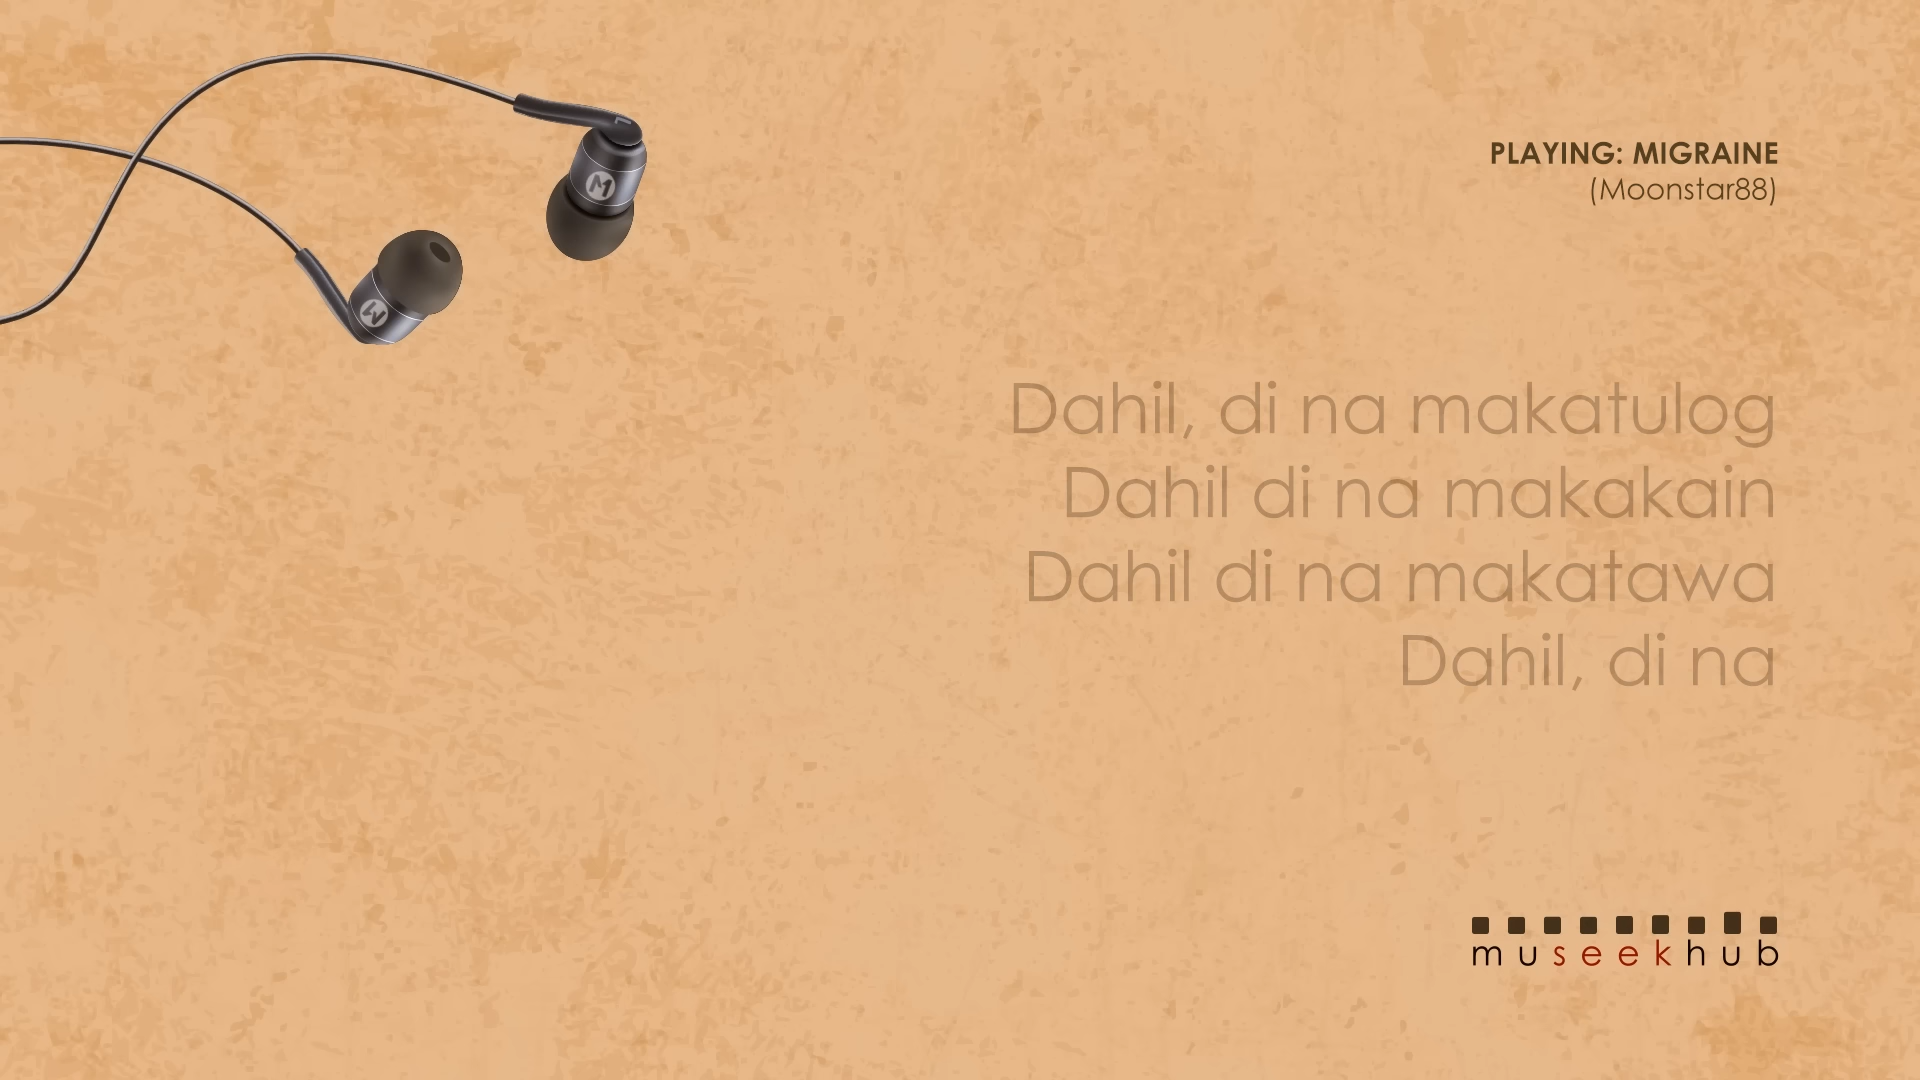 PLAYING: MIGRAINE
(Moonstar88)
Dahil, di na makatulog
Dahil di na makakain
Dahil di na makatawa
Dahil, di na
museekhub